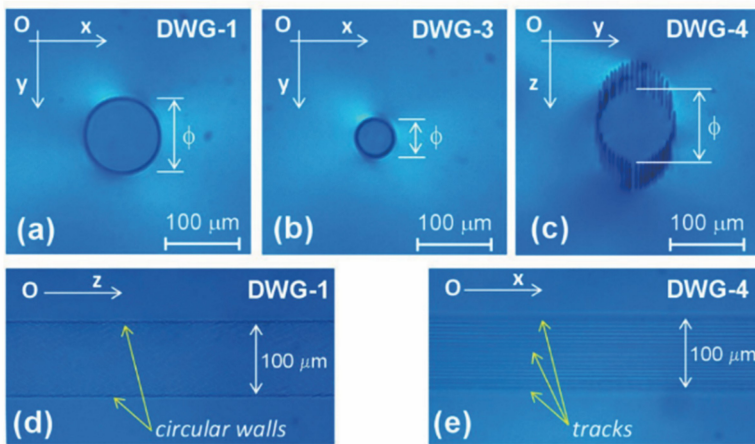 O x DWG-1
y
ϕ
(a) 100 μm
O x DWG-3
y
ϕ
(b) 100 μm
O y DWG-4
z
ϕ
(c) 100 μm
O z DWG-1
100 μm
(d) circular walls
O x DWG-4
100 μm
(e) tracks